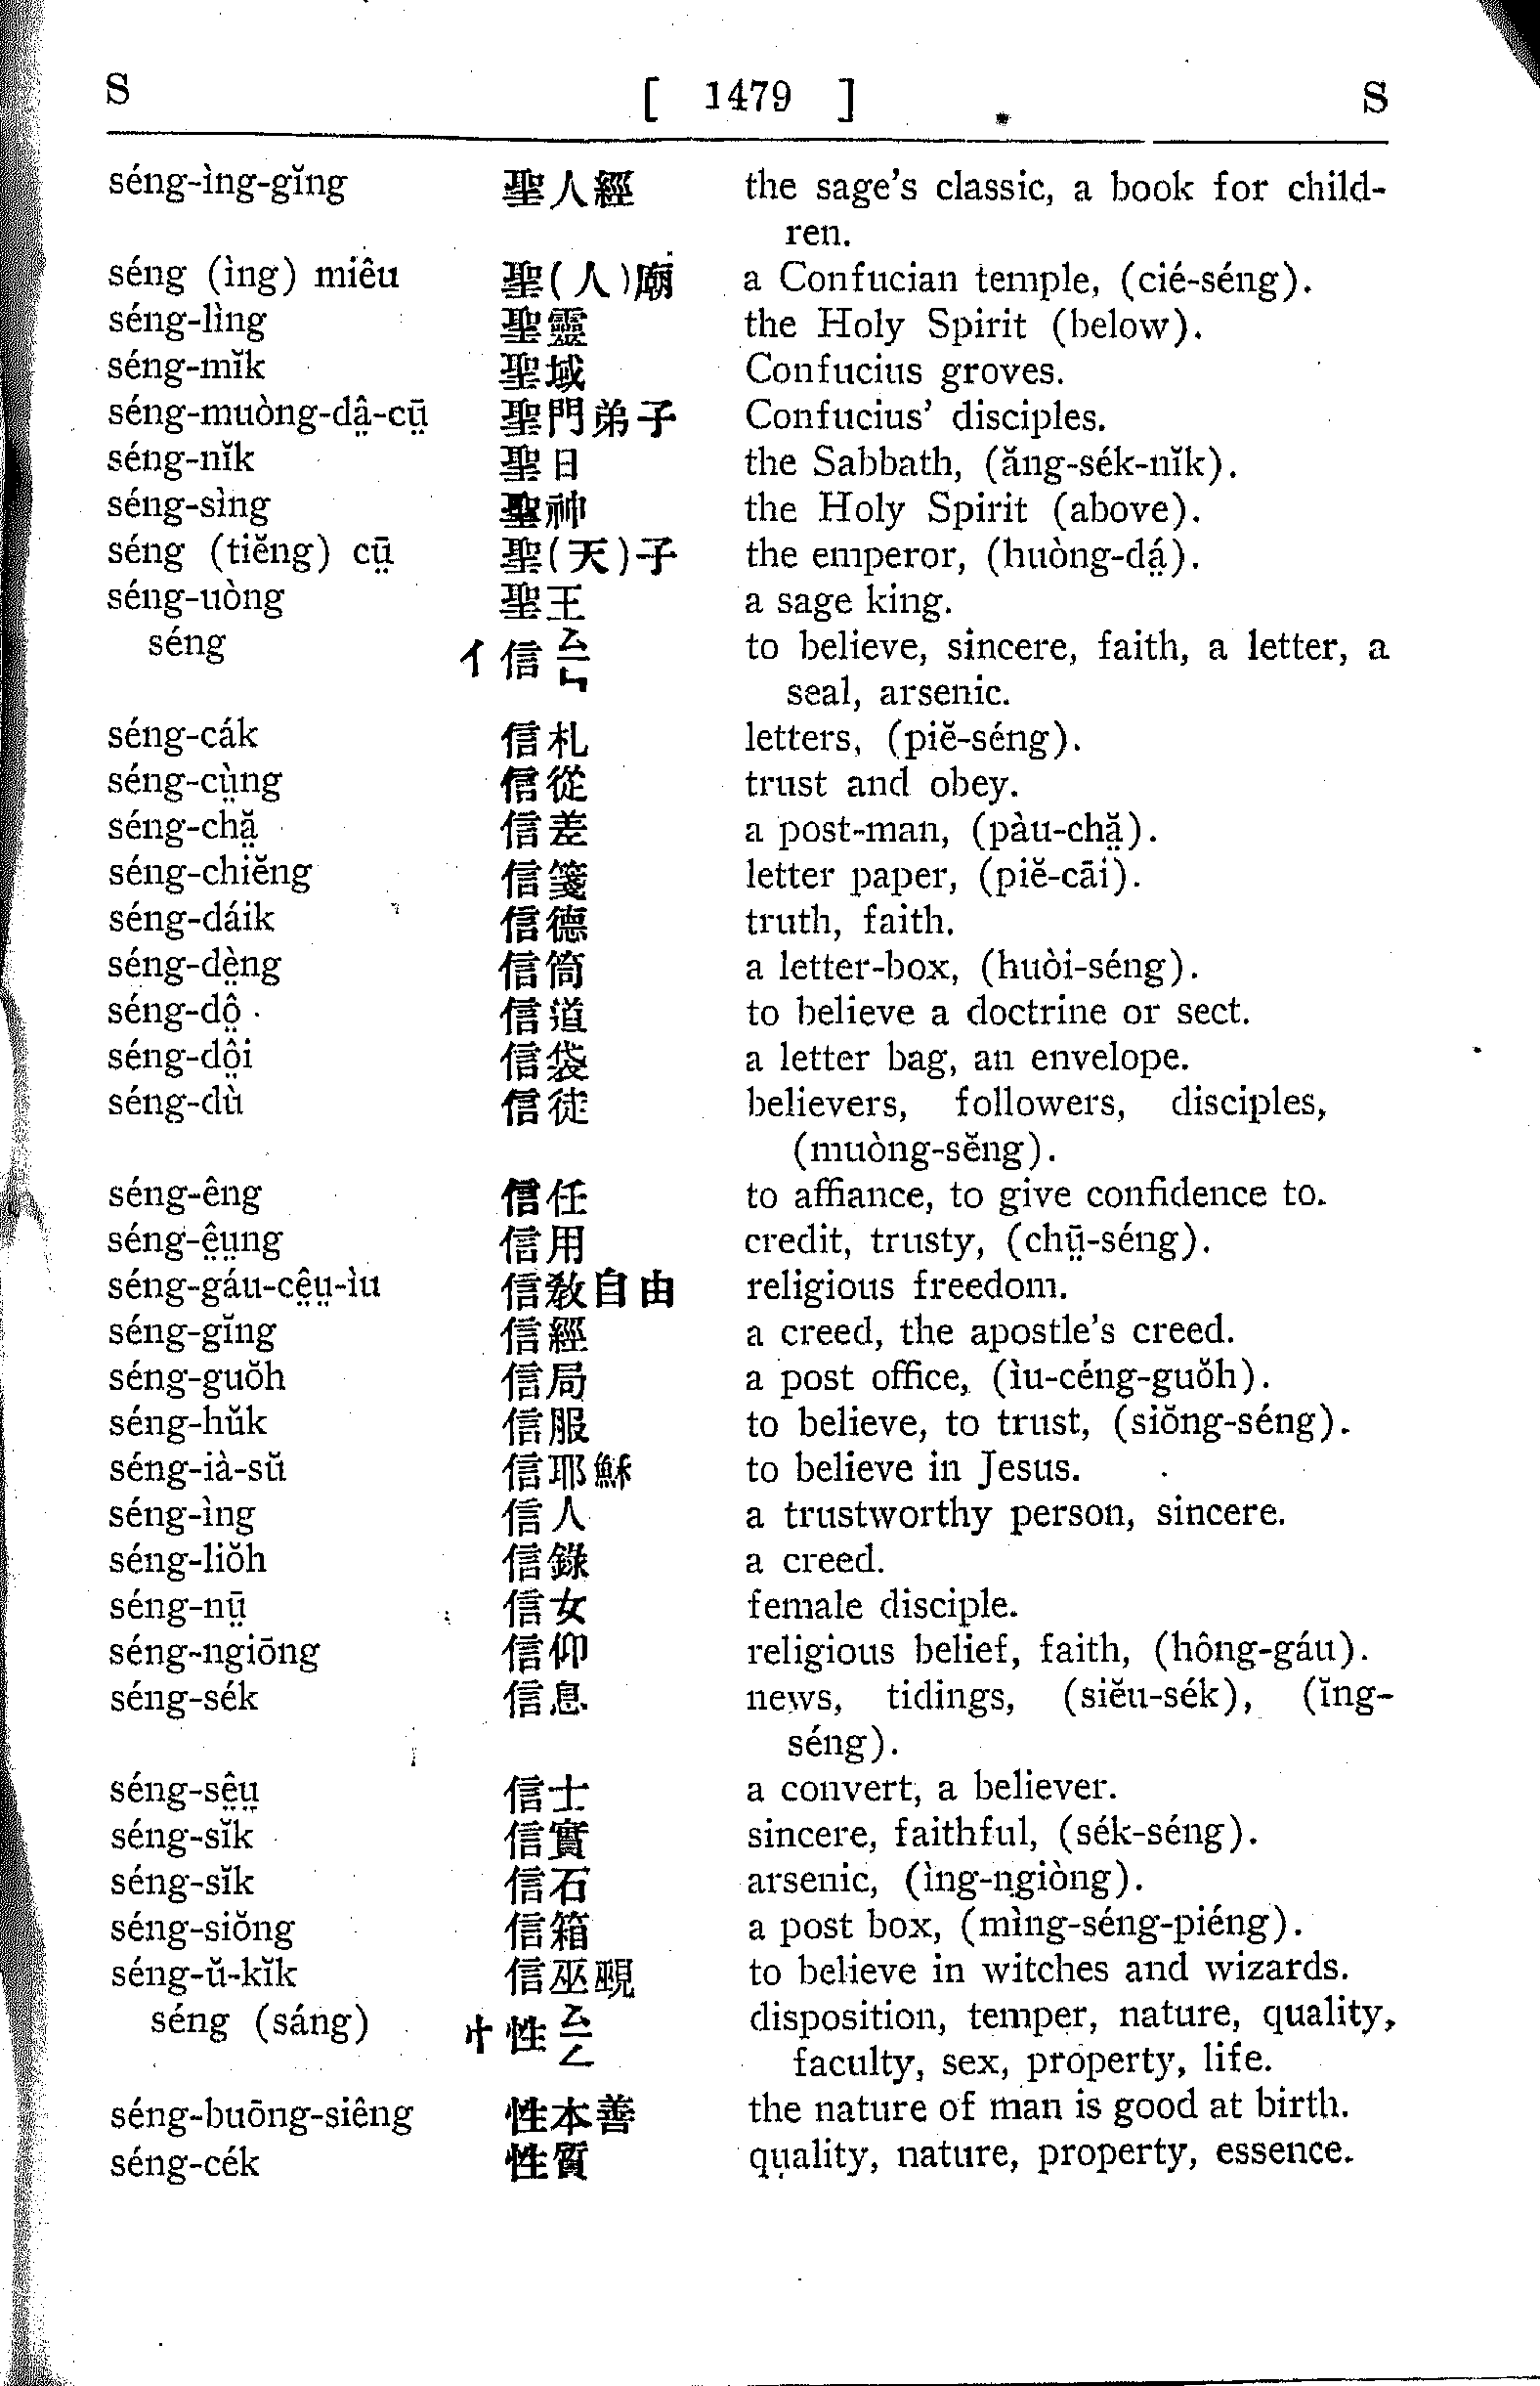 S [ 1479 ] S
séng-ìng-gĭng 聖人經 the sage's classic, a book for child-
ren.
séng (ìng) miêu 聖(人)廟 a Confucian temple, (cié-séng).
séng-lìng 聖靈 the Holy Spirit (below).
séng-mĭk 聖域 Confucius groves.
séng-muòng-dâ̤-cṳ̄ 聖門弟子 Confucius' disciples.
séng-nĭk 聖日 the Sabbath, (ăng-sék-nĭk).
séng-sìng 聖神 the Holy Spirit (above).
séng (tiĕng) cṳ̄ 聖(天)子 the emperor, (huòng-dá̤).
séng-uòng 聖王 a sage king.
séng 亻信 ㄙㄧㄣ to believe, sincere, faith, a letter, a
seal, arsenic.
séng-cák 信札 letters, (piĕ-séng).
séng-cṳ̀ng 信從 trust and obey.
séng-chă̤ 信差 a post-man, (pàu-chă̤).
séng-chiĕng 信箋 letter paper, (piĕ-cāi).
séng-dáik 信德 truth, faith.
séng-dè̤ng 信筒 a letter-box, (huòi-séng).
séng-dô̤ 信道 to believe a doctrine or sect.
séng-dô̤i 信袋 a letter bag, an envelope.
séng-dù 信徒 believers, followers, disciples,
(muòng-sĕng).
séng-êng 信任 to affiance, to give confidence to.
séng-ê̤ṳng 信用 credit, trusty, (chṳ̄-séng).
séng-gáu-cê̤ṳ-ìu 信教自由 religious freedom.
séng-gĭng 信經 a creed, the apostle's creed.
séng-guŏh 信局 a post office, (ìu-céng-guŏh).
séng-hŭk 信服 to believe, to trust, (siŏng-séng).
séng-ià-sŭ 信耶穌 to believe in Jesus.
séng-ìng 信人 a trustworthy person, sincere.
séng-liŏh 信錄 a creed.
séng-nṳ̄ 信女 female disciple.
séng-ngiōng 信仰 religious belief, faith, (hông-gáu).
séng-sék 信息 news, tidings, (siĕu-sék), (ĭng-
séng).
séng-sê̤ṳ 信士 a convert, a believer.
séng-sĭk 信實 sincere, faithful, (sék-séng).
séng-sĭk 信石 arsenic, (ìng-ngiòng).
séng-siŏng 信箱 a post box, (mìng-séng-piéng).
séng-ŭ-kĭk 信巫覡 to believe in witches and wizards.
séng (sáng) 忄性 ㄙㄧㄥ disposition, temper, nature, quality,
faculty, sex, property, life.
séng-buōng-siêng 性本善 the nature of man is good at birth.
séng-cék 性質 quality, nature, property, essence.